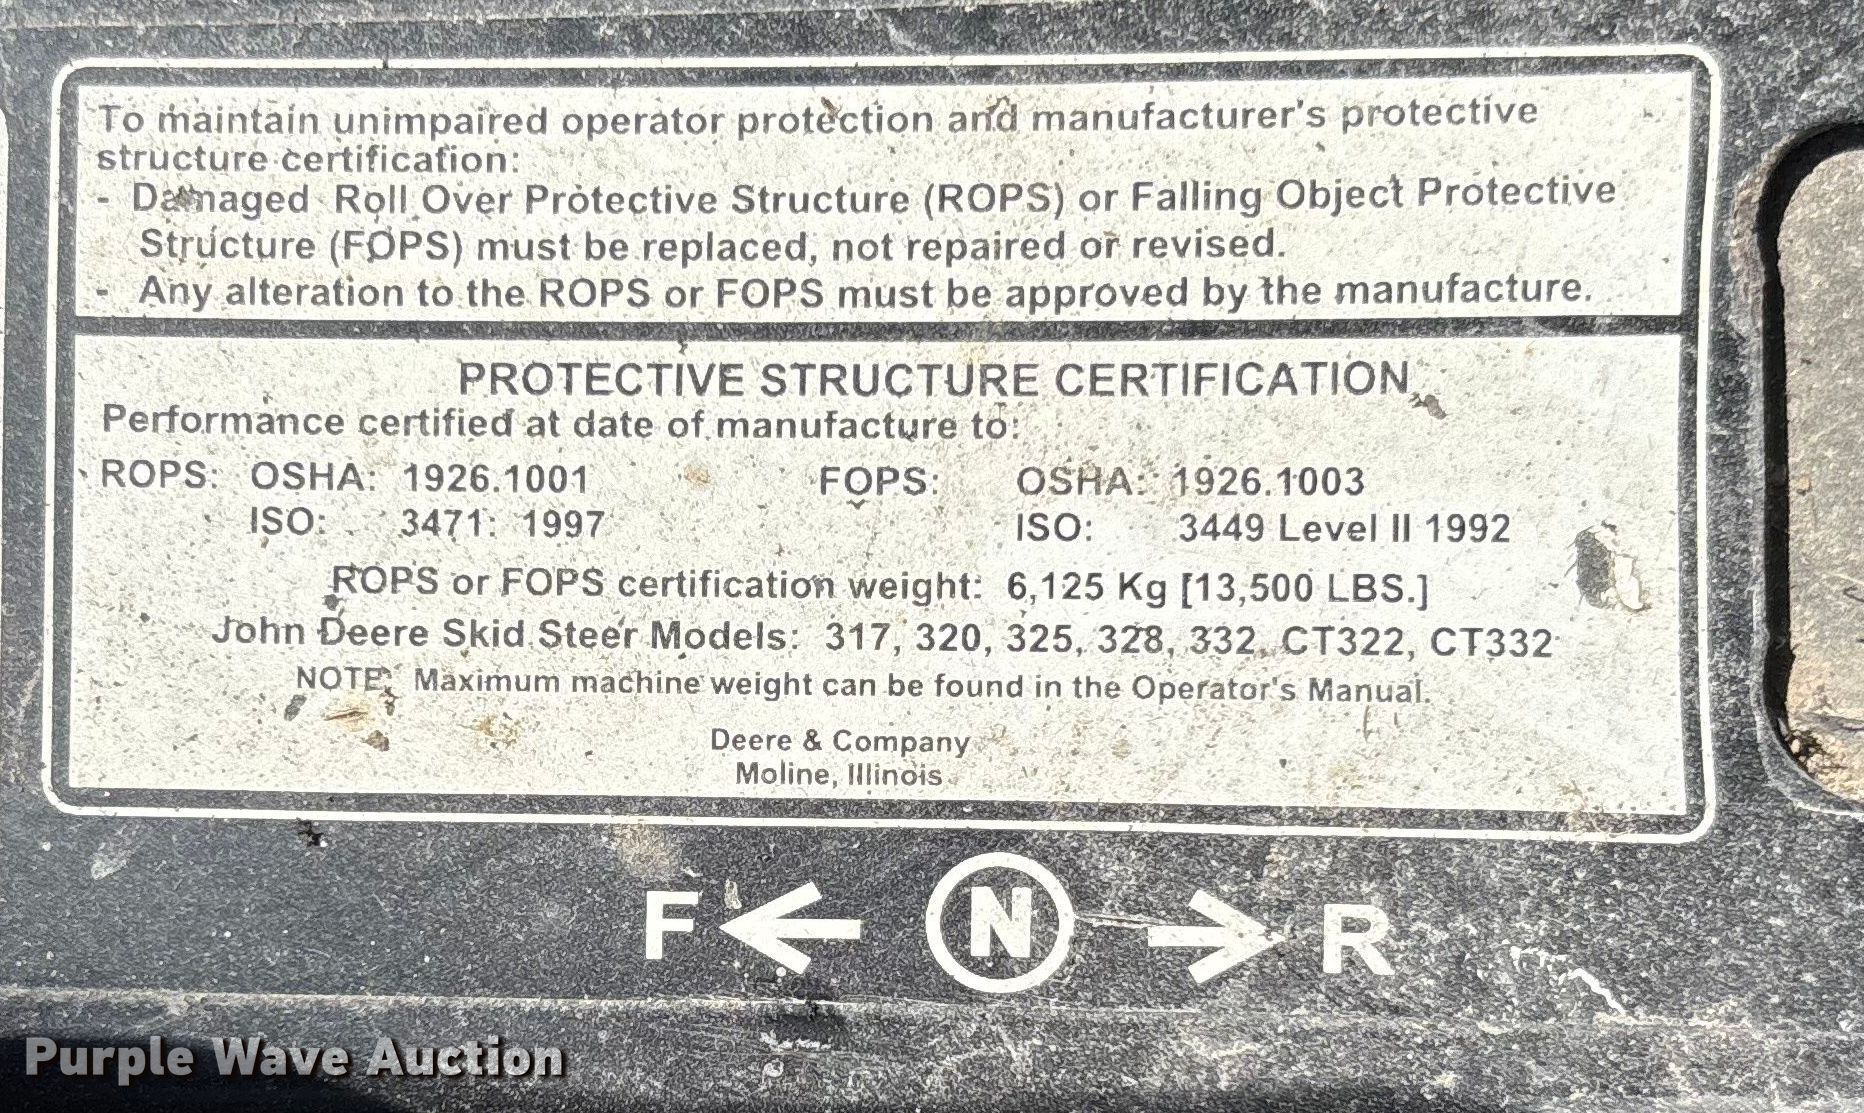 To maintain unimpaired operator protection and manufacturer's protective
structure certification:
- Damaged Roll Over Protective Structure (ROPS) or Falling Object Protective
Structure (FOPS) must be replaced, not repaired or revised.
- Any alteration to the ROPS or FOPS must be approved by the manufacture.
PROTECTIVE STRUCTURE CERTIFICATION
Performance certified at date of manufacture to:
ROPS: OSHA: 1926.1001 FOPS: OSHA: 1926.1003
ISO: 3471: 1997 ISO: 3449 Level II 1992
ROPS or FOPS certification weight: 6,125 Kg [13,500 LBS.]
John Deere Skid Steer Models: 317, 320, 325, 328, 332, CT322, CT332
NOTE: Maximum machine weight can be found in the Operator's Manual.
Deere & Company
Moline, Illinois
F N R
Purple Wave Auction